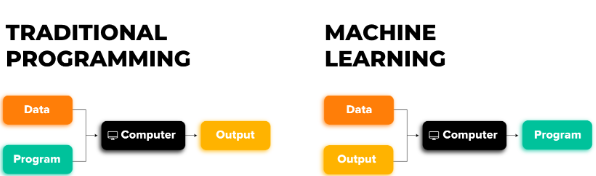 TRADITIONAL
PROGRAMMING
Data
Program
Computer
Output
MACHINE
LEARNING
Data
Output
Computer
Program